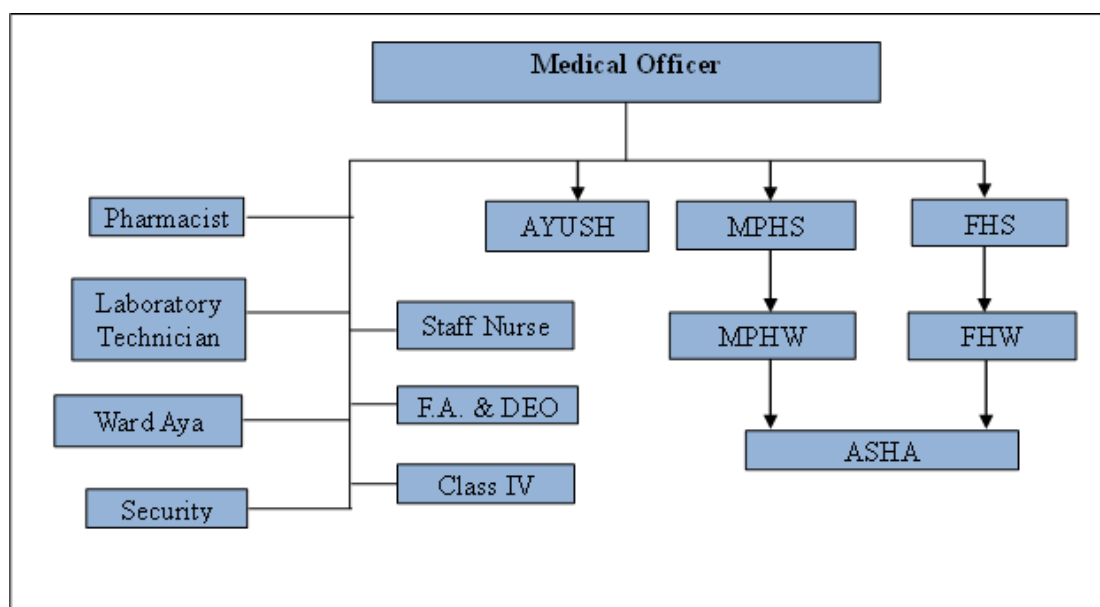 Medical Officer
Pharmacist
AYUSH
MPHS
FHS
Laboratory
Technician
Staff Nurse
MPHW
FHW
Ward Aya
F.A. & DEO
ASHA
Security
Class IV